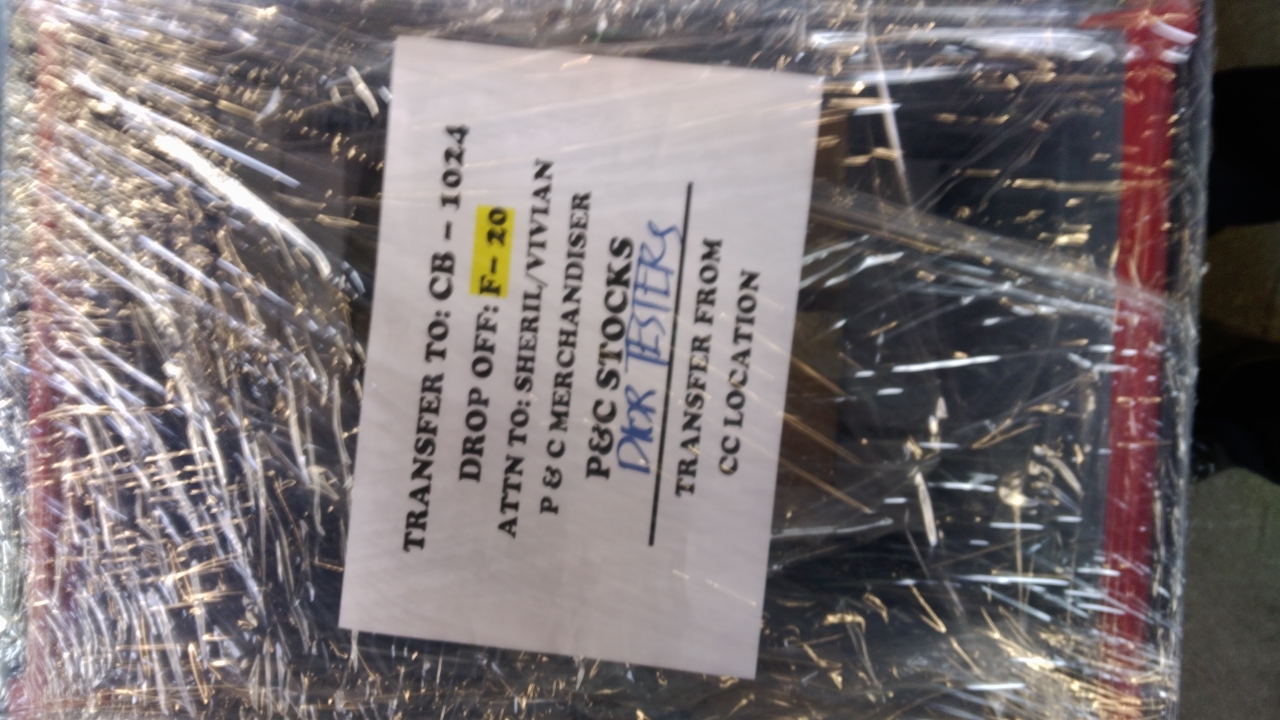 TRANSFER TO: CB - 1024
DROP OFF: F- 20
ATTN TO: SHERIL/VIVIAN
P & C MERCHANDISER
P&C STOCKS
DIOR TESTERS
TRANSFER FROM
CC LOCATION